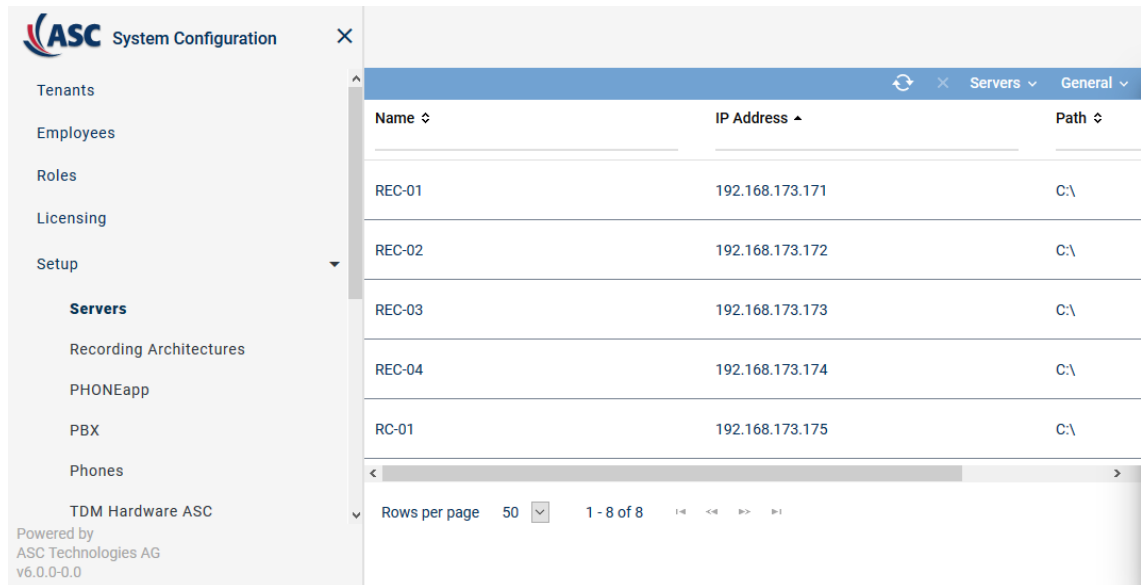 ASC System Configuration
Tenants
Employees
Roles
Licensing
Setup
Servers
Recording Architectures
PHONEapp
PBX
Phones
TDM Hardware ASC
Powered by
ASC Technologies AG
v6.0.0-0.0
Servers General
Name IP Address Path
REC-01 192.168.173.171 C:\
REC-02 192.168.173.172 C:\
REC-03 192.168.173.173 C:\
REC-04 192.168.173.174 C:\
RC-01 192.168.173.175 C:\
Rows per page 50 1 - 8 of 8